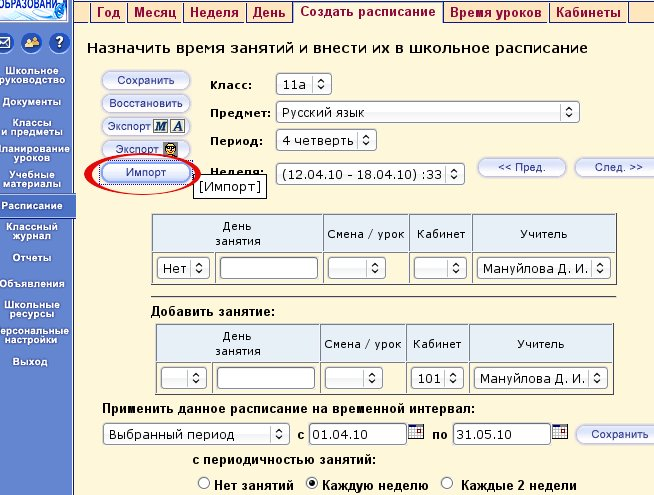 ОБРАЗОВАНИЯ
Год Месяц Неделя День Создать расписание Время уроков Кабинеты
?
Школьное
руководство
Документы
Классы
и предметы
Планирование
уроков
Учебные
материалы
Расписание
Классный
журнал
Отчеты
Объявления
Школьные
ресурсы
Персональные
настройки
Выход
Назначить время занятий и внести их в школьное расписание
Сохранить
Восстановить
Экспорт M A
Экспорт
Импорт
[Импорт]
Класс: 11а
Предмет: Русский язык
Период: 4 четверть
Неделя: (12.04.10 - 18.04.10) :33
<< Пред. След. >>
День
занятия
Смена / урок Кабинет Учитель
Нет Мануйлова Д. И.
Добавить занятие:
День
занятия
Смена / урок Кабинет Учитель
101 Мануйлова Д. И.
Применить данное расписание на временной интервал:
Выбранный период с 01.04.10 по 31.05.10 Сохранить
с периодичностью занятий:
Нет занятий Каждую неделю Каждые 2 недели